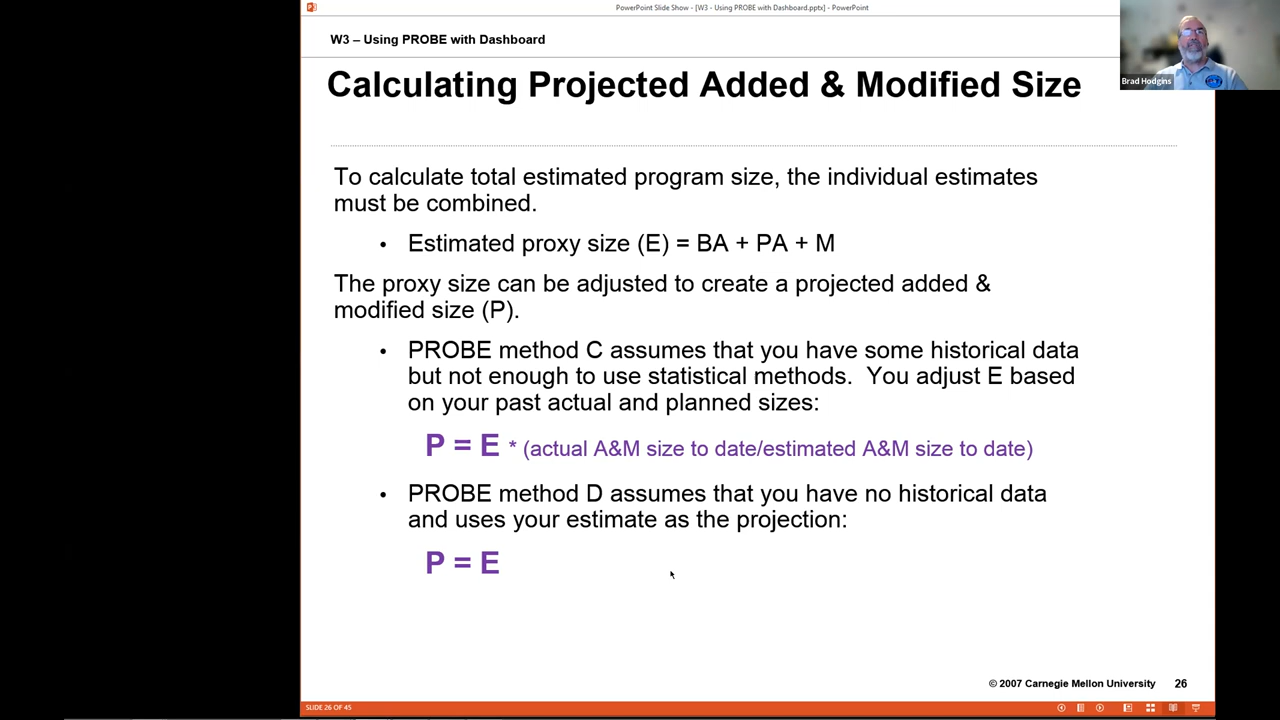 PowerPoint Slide Show - [W3 - Using PROBE with Dashboard.pptx] - PowerPoint
W3 – Using PROBE with Dashboard
Brad Hodgins
Calculating Projected Added & Modified Size
To calculate total estimated program size, the individual estimates
must be combined.
• Estimated proxy size (E) = BA + PA + M
The proxy size can be adjusted to create a projected added &
modified size (P).
• PROBE method C assumes that you have some historical data
but not enough to use statistical methods.  You adjust E based
on your past actual and planned sizes:
P = E * (actual A&M size to date/estimated A&M size to date)
• PROBE method D assumes that you have no historical data
and uses your estimate as the projection:
P = E
© 2007 Carnegie Mellon University 26
SLIDE 26 OF 45